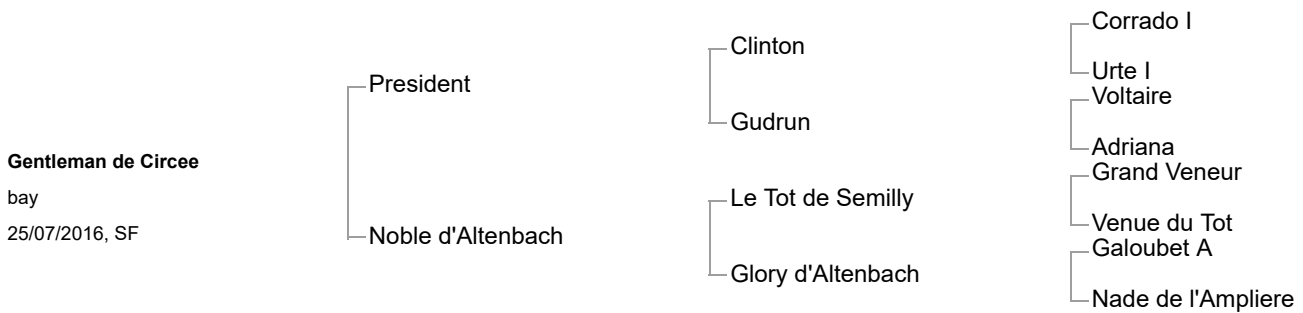 Gentleman de Circee
bay
25/07/2016, SF
President
Noble d'Altenbach
Clinton
Gudrun
Le Tot de Semilly
Glory d'Altenbach
Corrado I
Urte I
Voltaire
Adriana
Grand Veneur
Venue du Tot
Galoubet A
Nade de l'Ampliere